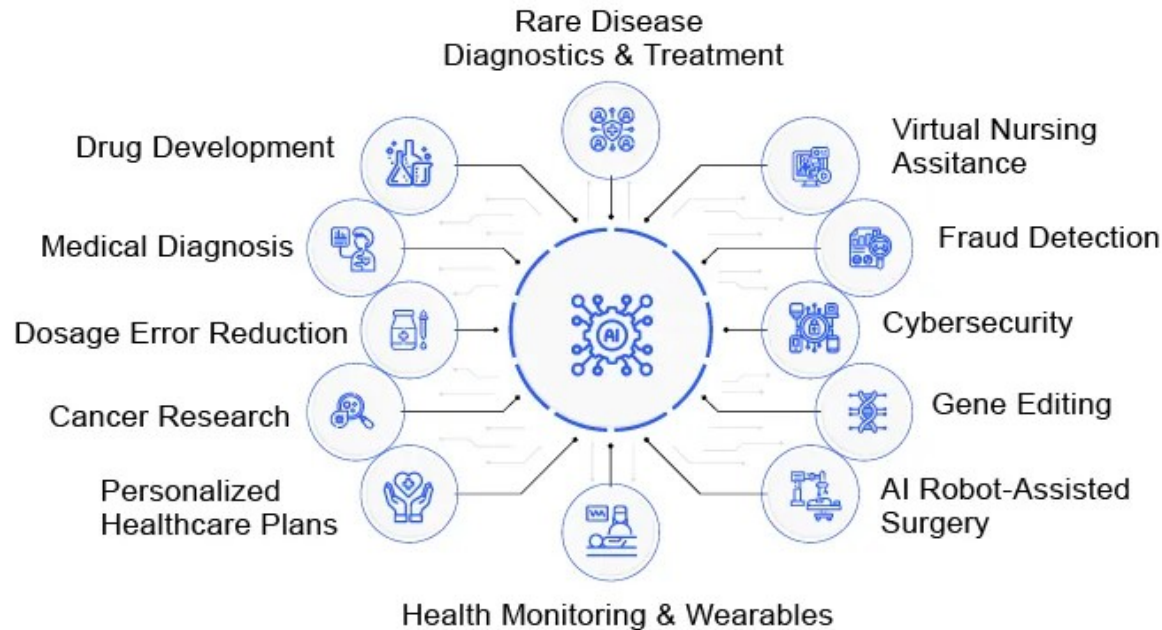 Rare Disease
Diagnostics & Treatment
Drug Development
Virtual Nursing
Assitance
Medical Diagnosis
Fraud Detection
Dosage Error Reduction
Cybersecurity
AI
Cancer Research
Gene Editing
Personalized
Healthcare Plans
AI Robot-Assisted
Surgery
Health Monitoring & Wearables